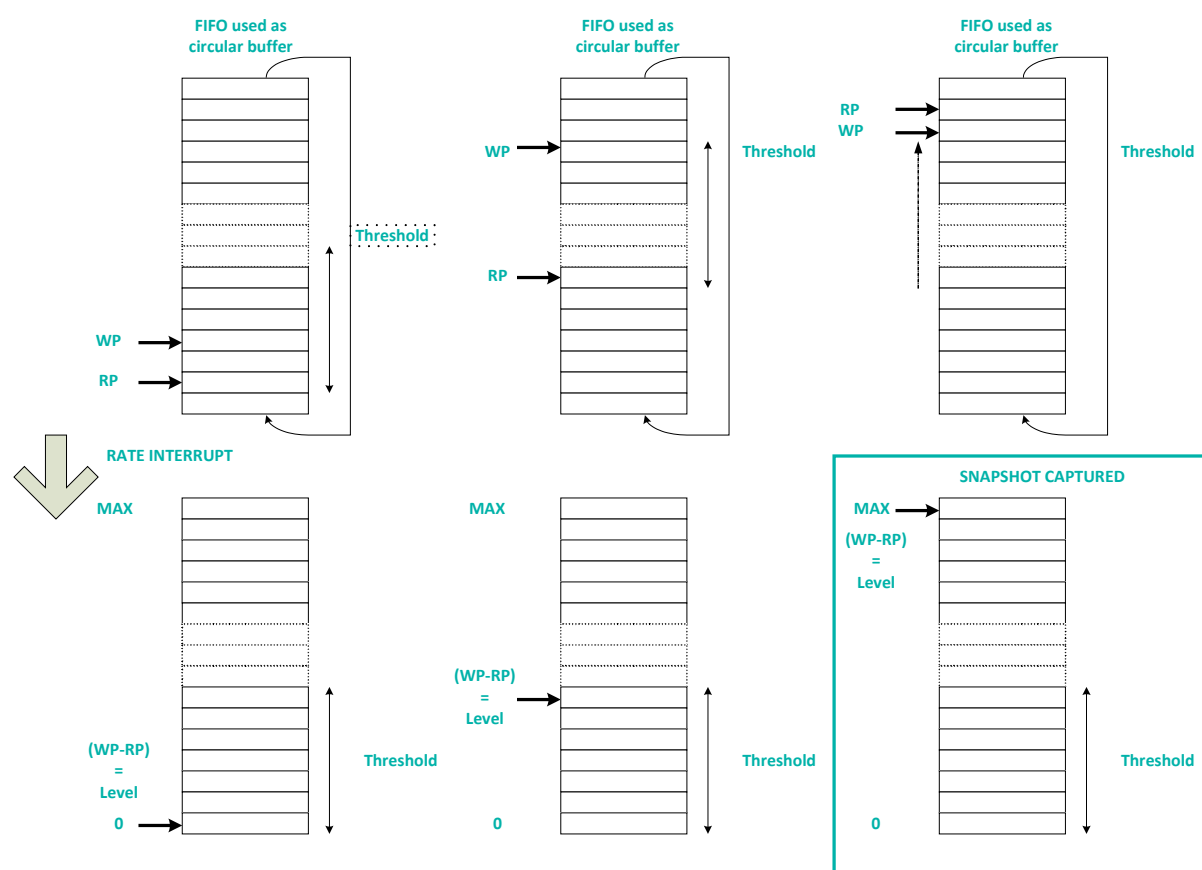 FIFO used as
circular buffer
FIFO used as
circular buffer
FIFO used as
circular buffer
WP
RP
Threshold
WP
RP
Threshold
RP
WP
Threshold
RATE INTERRUPT
MAX
(WP-RP)
=
Level
0
Threshold
MAX
(WP-RP)
=
Level
0
Threshold
SNAPSHOT CAPTURED
MAX
(WP-RP)
=
Level
0
Threshold